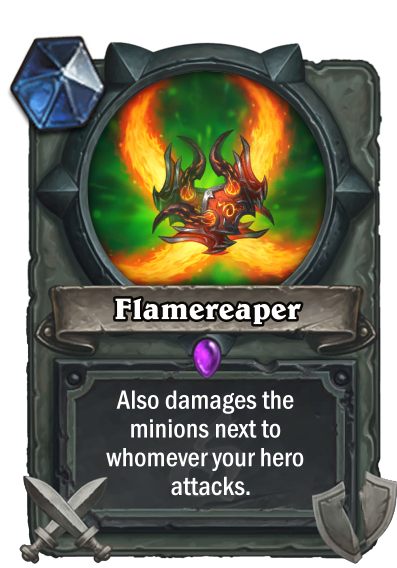 Flamereaper
Also damages the
minions next to
whomever your hero
attacks.